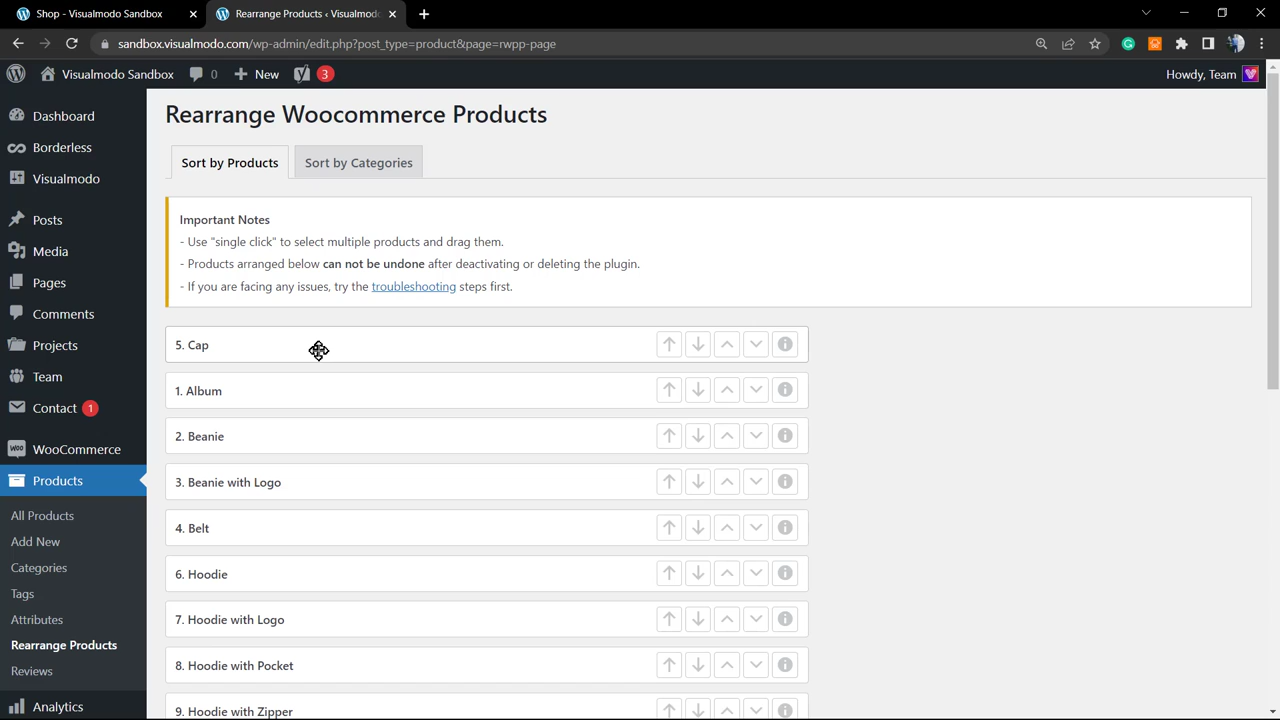 Shop - Visualmodo Sandbox
Rearrange Products ‹ Visualmodo
sandbox.visualmodo.com/wp-admin/edit.php?post_type=product&page=rwpp-page
Visualmodo Sandbox 0 New 3
Howdy, Team
Dashboard
Borderless
Visualmodo
Posts
Media
Pages
Comments
Projects
Team
Contact 1
WooCommerce
Products
All Products
Add New
Categories
Tags
Attributes
Rearrange Products
Reviews
Analytics
Rearrange Woocommerce Products
Sort by Products
Sort by Categories
Important Notes
- Use "single click" to select multiple products and drag them.
- Products arranged below can not be undone after deactivating or deleting the plugin.
- If you are facing any issues, try the troubleshooting steps first.
5. Cap
1. Album
2. Beanie
3. Beanie with Logo
4. Belt
6. Hoodie
7. Hoodie with Logo
8. Hoodie with Pocket
9. Hoodie with Zipper